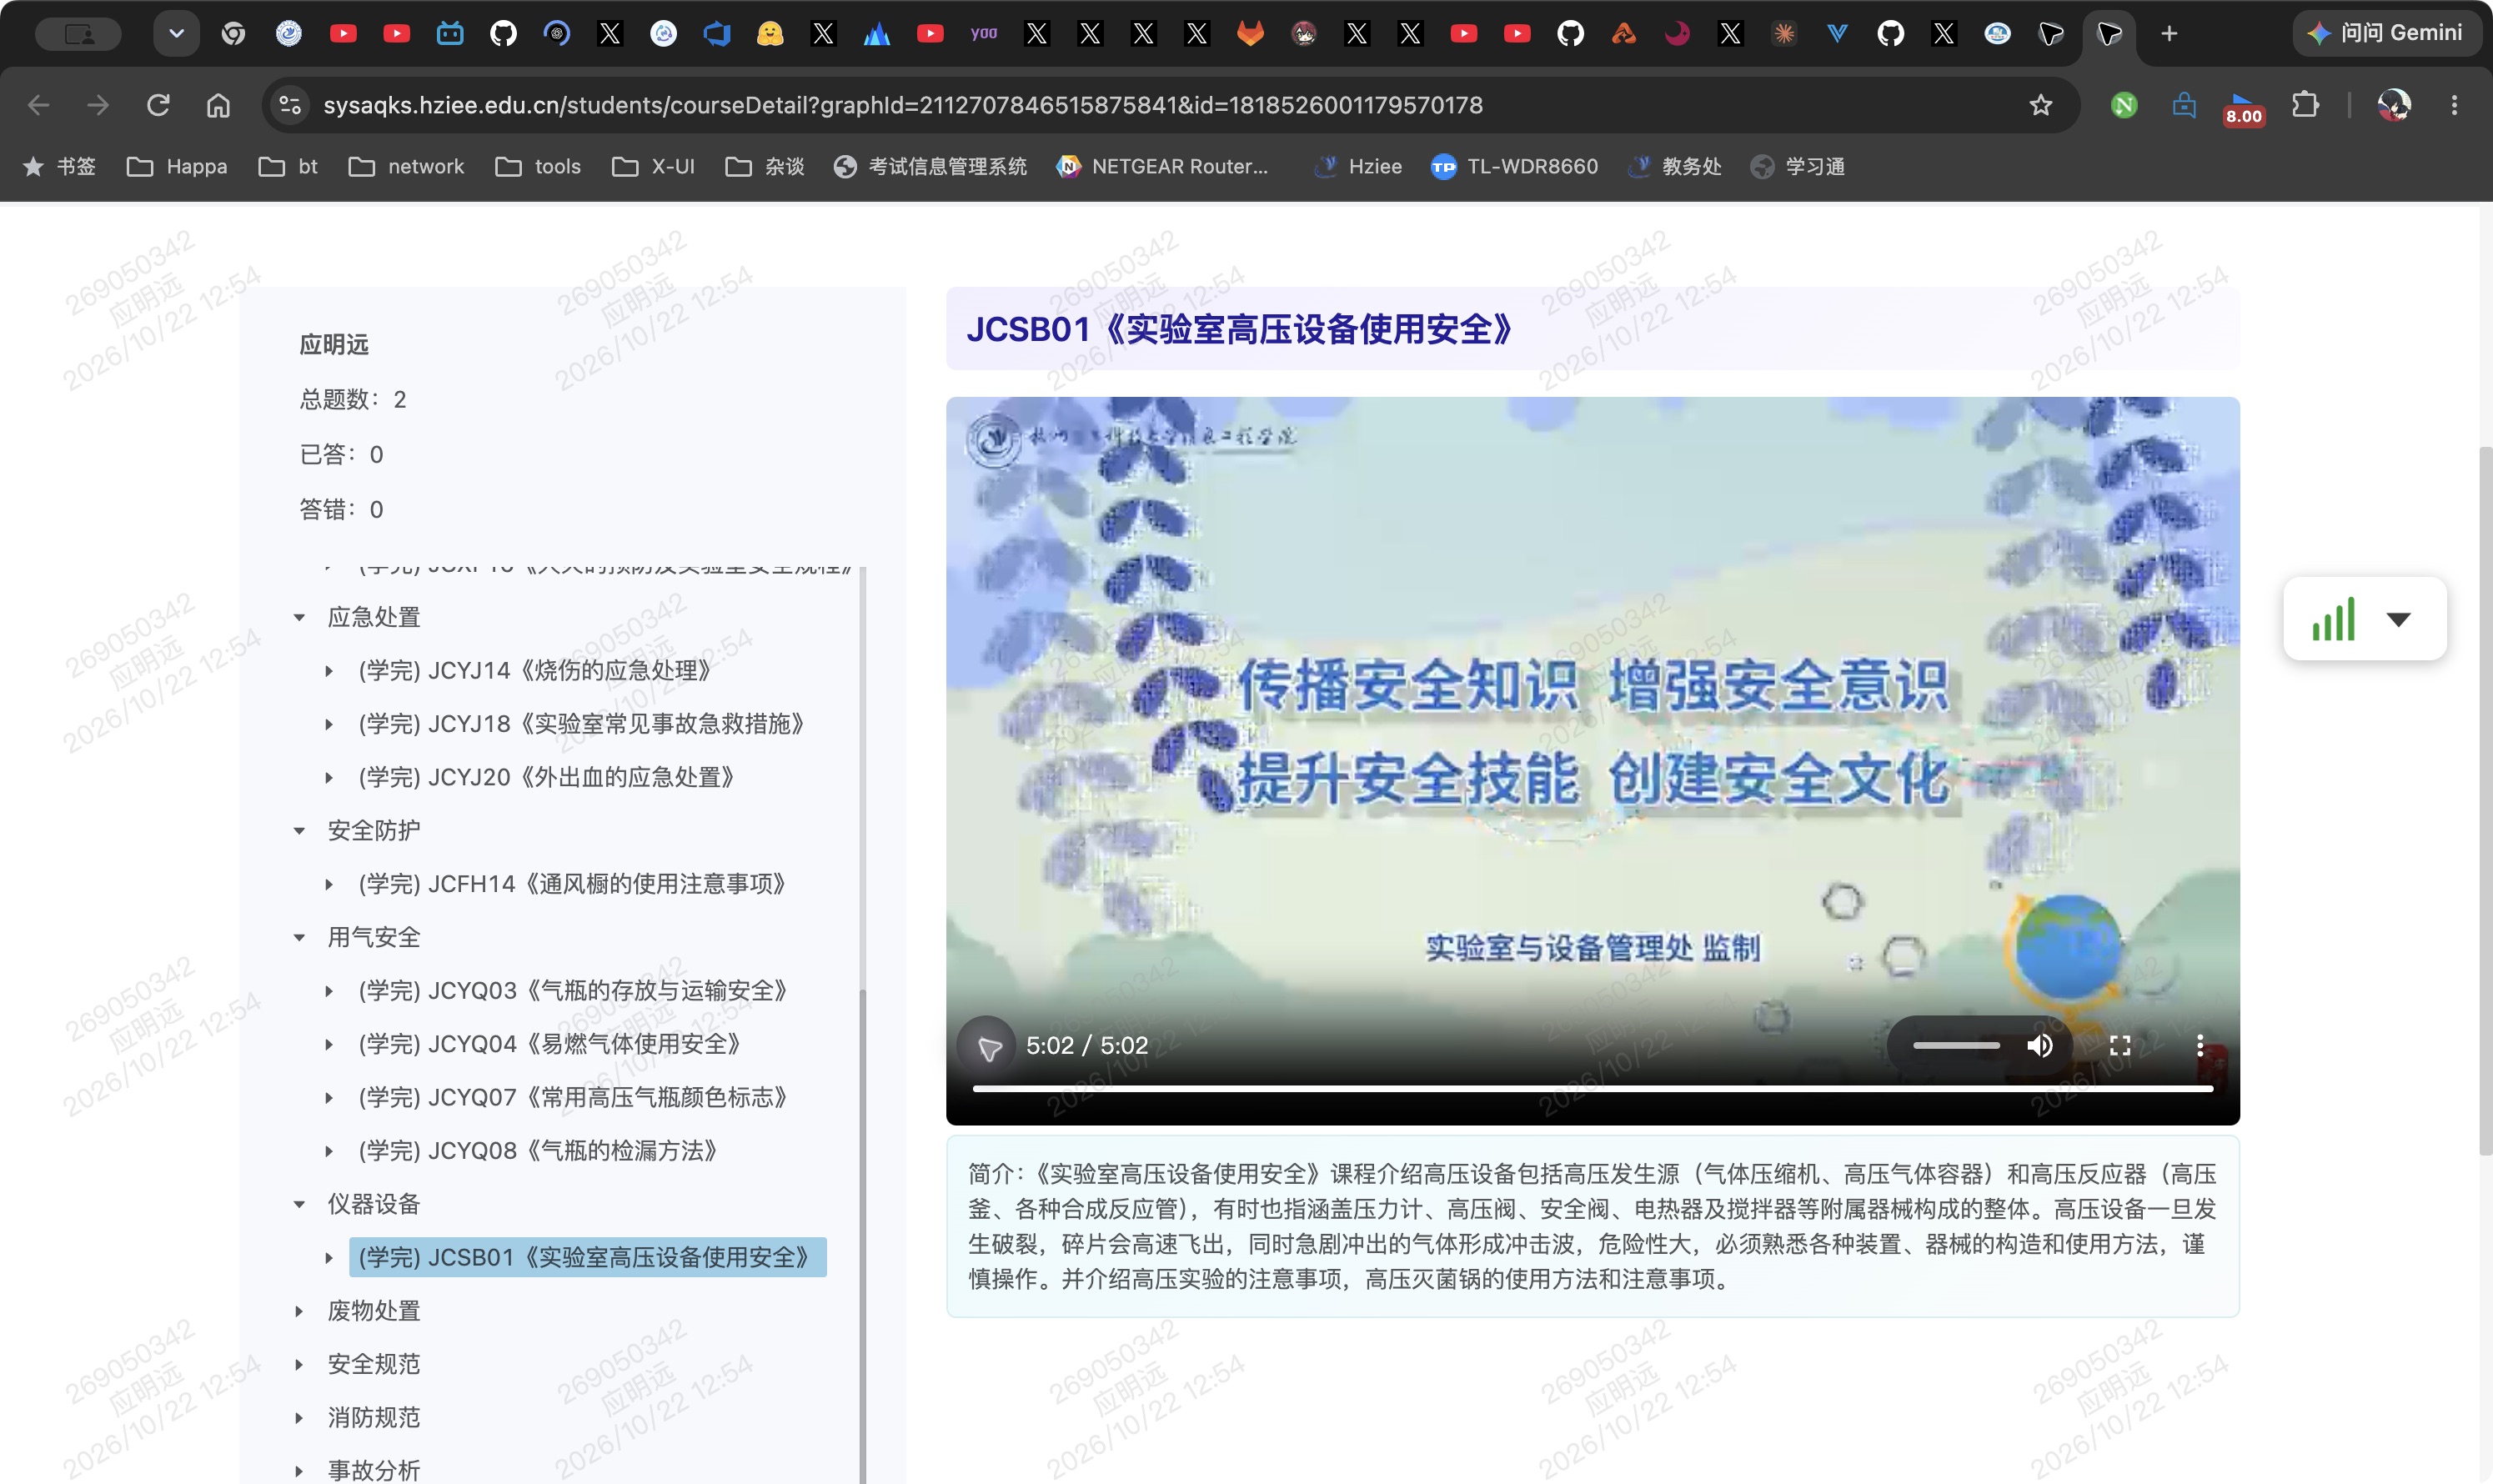 yoo
问问 Gemini
sysaqks.hziee.edu.cn/students/courseDetail?graphId=2112707846515875841&id=1818526001179570178
8.00
书签 Happa bt network tools X-UI 杂谈 考试信息管理系统 NETGEAR Router... Hziee TP TL-WDR8660 教务处 学习通
269050342
应明远
2026/10/22 12:54
应明远
总题数：2
已答：0
答错：0
应急处置
(学完) JCYJ14《烧伤的应急处理》
(学完) JCYJ18《实验室常见事故急救措施》
(学完) JCYJ20《外出血的应急处置》
安全防护
(学完) JCFH14《通风橱的使用注意事项》
用气安全
(学完) JCYQ03《气瓶的存放与运输安全》
(学完) JCYQ04《易燃气体使用安全》
(学完) JCYQ07《常用高压气瓶颜色标志》
(学完) JCYQ08《气瓶的检漏方法》
仪器设备
(学完) JCSB01《实验室高压设备使用安全》
废物处置
安全规范
消防规范
事故分析
JCSB01《实验室高压设备使用安全》
传播安全知识 增强安全意识
提升安全技能 创建安全文化
实验室与设备管理处 监制
5:02 / 5:02
简介：《实验室高压设备使用安全》课程介绍高压设备包括高压发生源（气体压缩机、高压气体容器）和高压反应器（高压
釜、各种合成反应管），有时也指涵盖压力计、高压阀、安全阀、电热器及搅拌器等附属器械构成的整体。高压设备一旦发
生破裂，碎片会高速飞出，同时急剧冲出的气体形成冲击波，危险性大，必须熟悉各种装置、器械的构造和使用方法，谨
慎操作。并介绍高压实验的注意事项，高压灭菌锅的使用方法和注意事项。